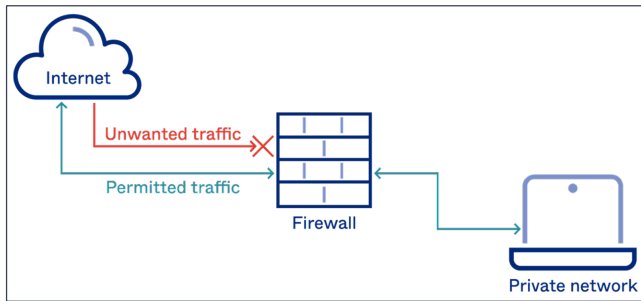 Internet
Unwanted traffic
Permitted traffic
Firewall
Private network